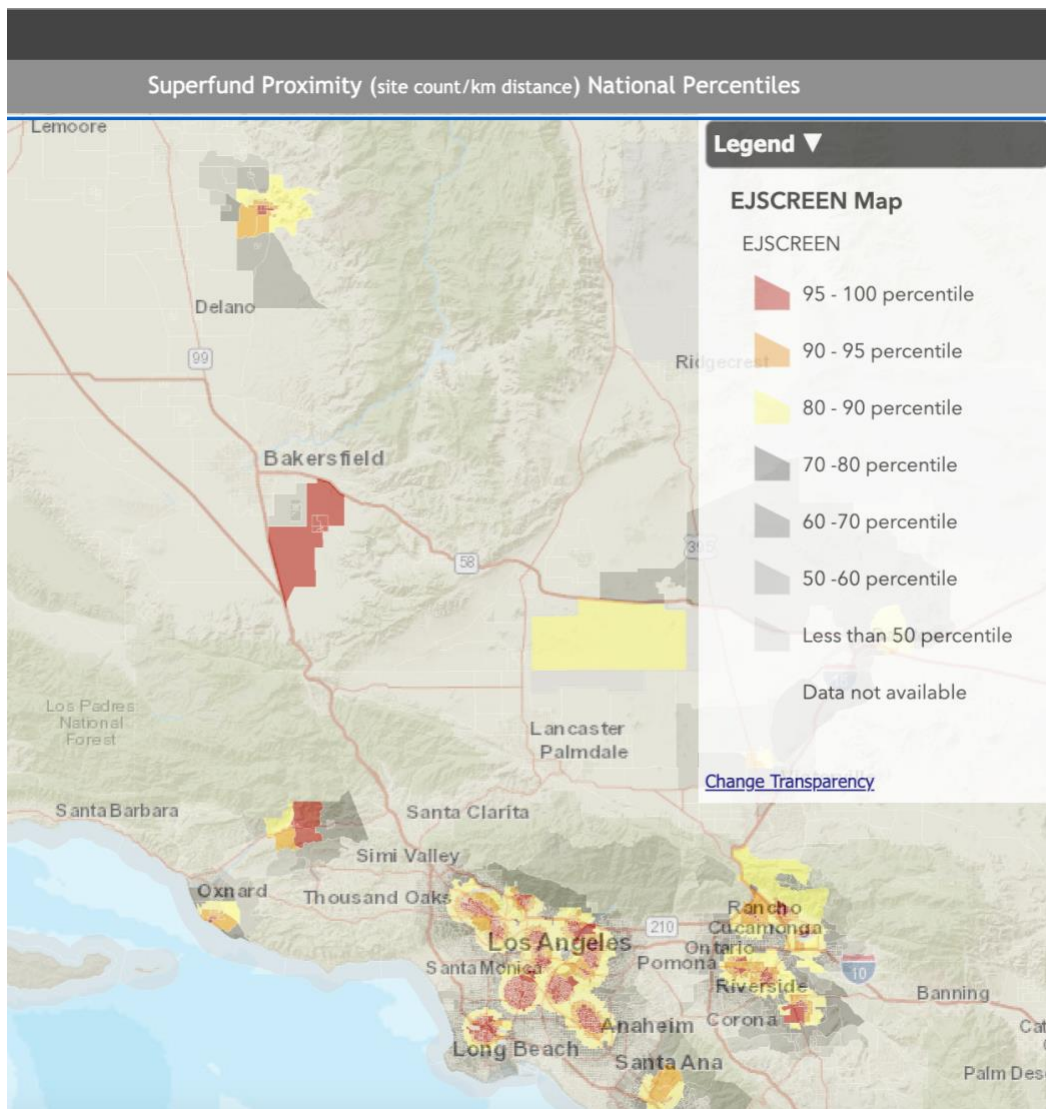 Superfund Proximity (site count/km distance) National Percentiles
Lemoore
Legend ▼
EJSCREEN Map
EJSCREEN
95 - 100 percentile
Delano
90 - 95 percentile
99
Ridgecrest
80 - 90 percentile
Bakersfield
70 -80 percentile
60 -70 percentile
395
58
50 -60 percentile
Less than 50 percentile
Data not available
Los Padres
National
Forest
Lancaster
Palmdale
Change Transparency
Santa Barbara
Santa Clarita
Simi Valley
Oxnard
Thousand Oaks
Rancho
Cucamonga
210
Los Angeles
Ontario
Santa Monica
Pomona
10
Riverside
Banning
Anaheim
Corona
Cat
Long Beach
Santa Ana
Palm Des